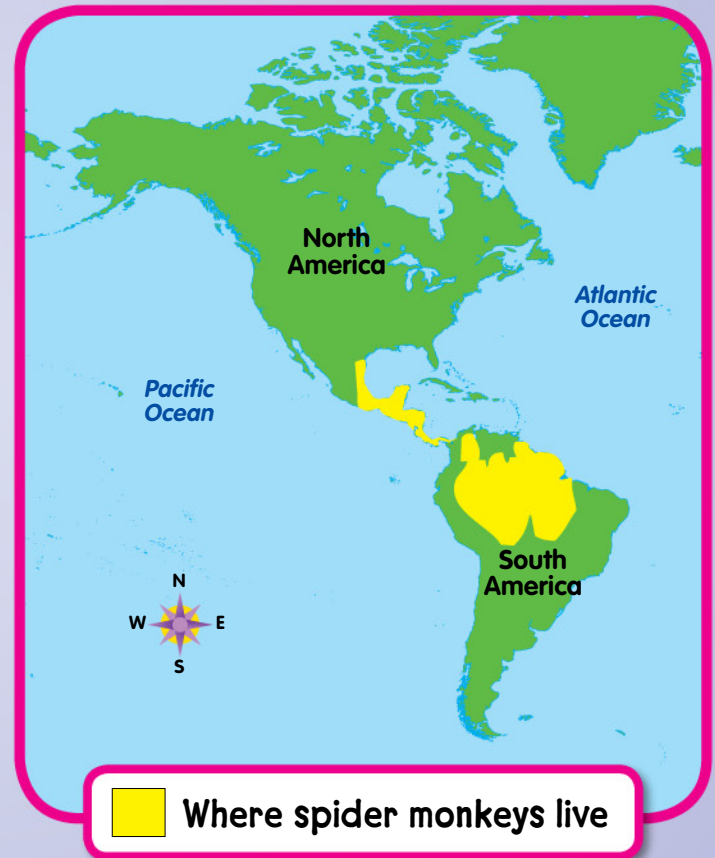 North
America
Atlantic
Ocean
Pacific
Ocean
South
America
N
W E
S
Where spider monkeys live